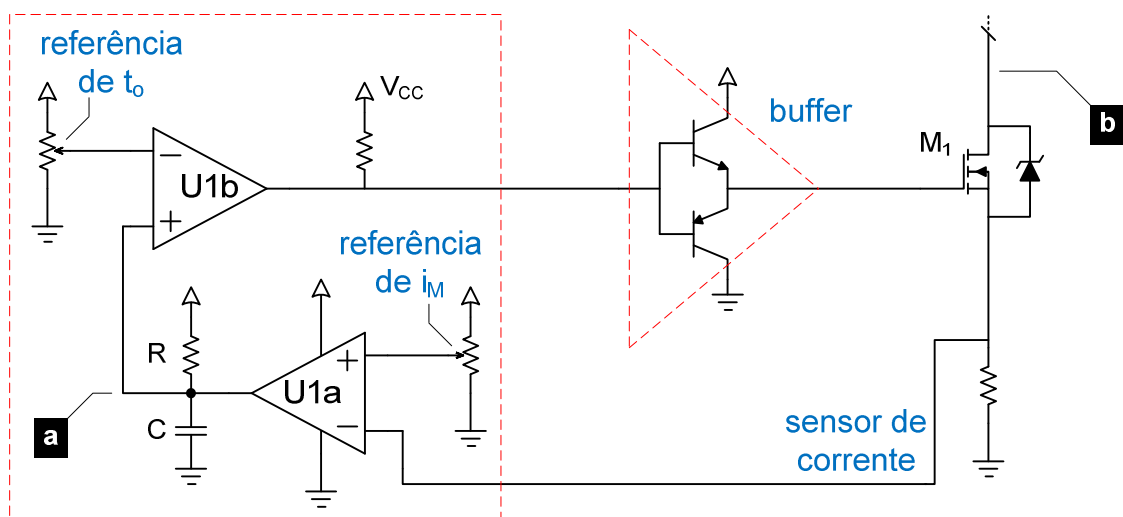 referência
de to
VCC
buffer
b
M1
−
U1b
+
referência
de iM
R
+
U1a
−
a
C
sensor de
corrente